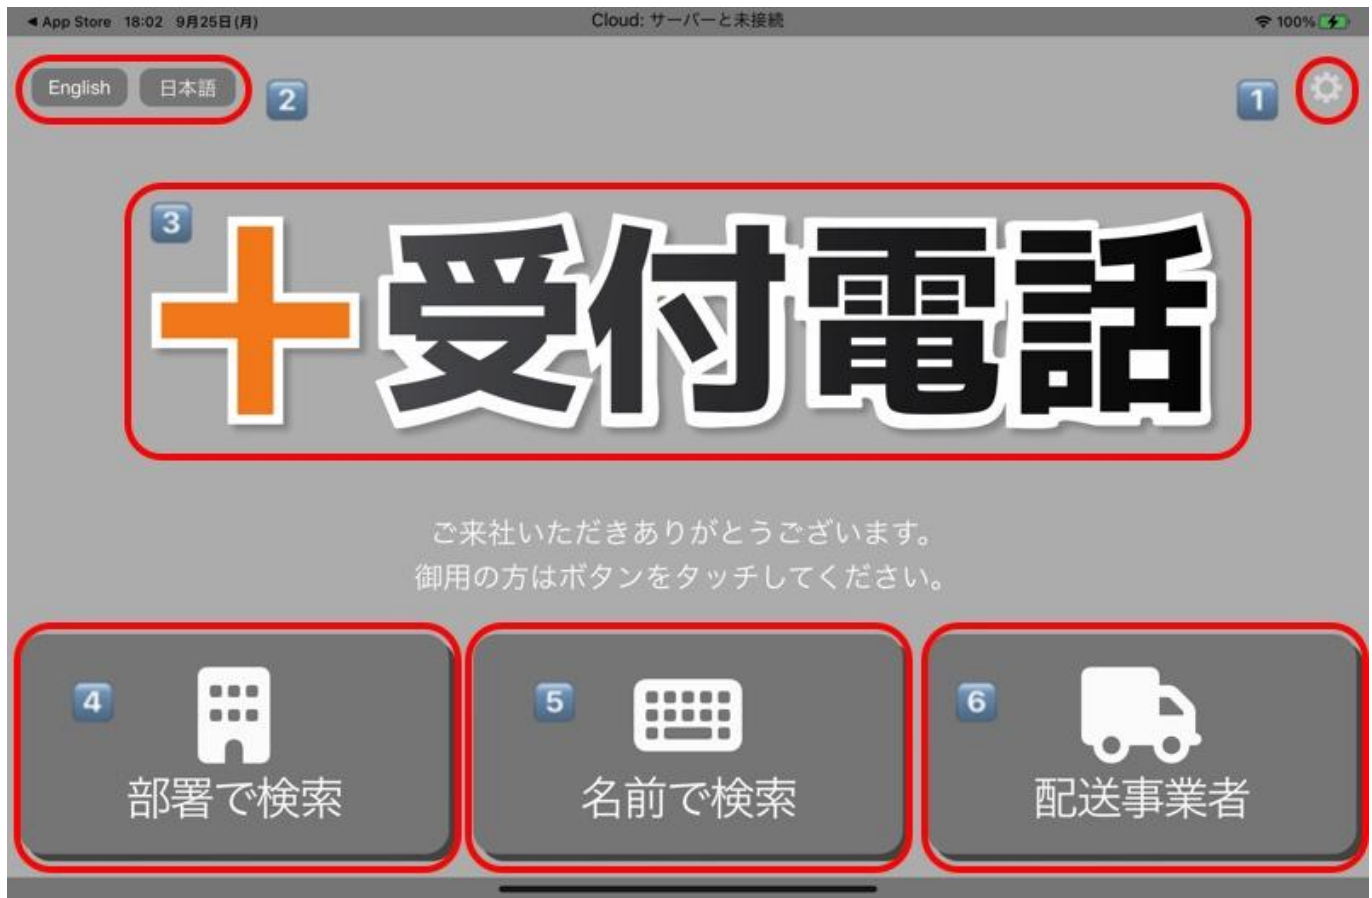 ◀ App Store 18:02 9月25日(月)
Cloud: サーバーと未接続
100%
English
日本語
2
1
3
+受付電話
ご来社いただきありがとうございます。
御用の方はボタンをタッチしてください。
4
部署で検索
5
名前で検索
6
配送事業者